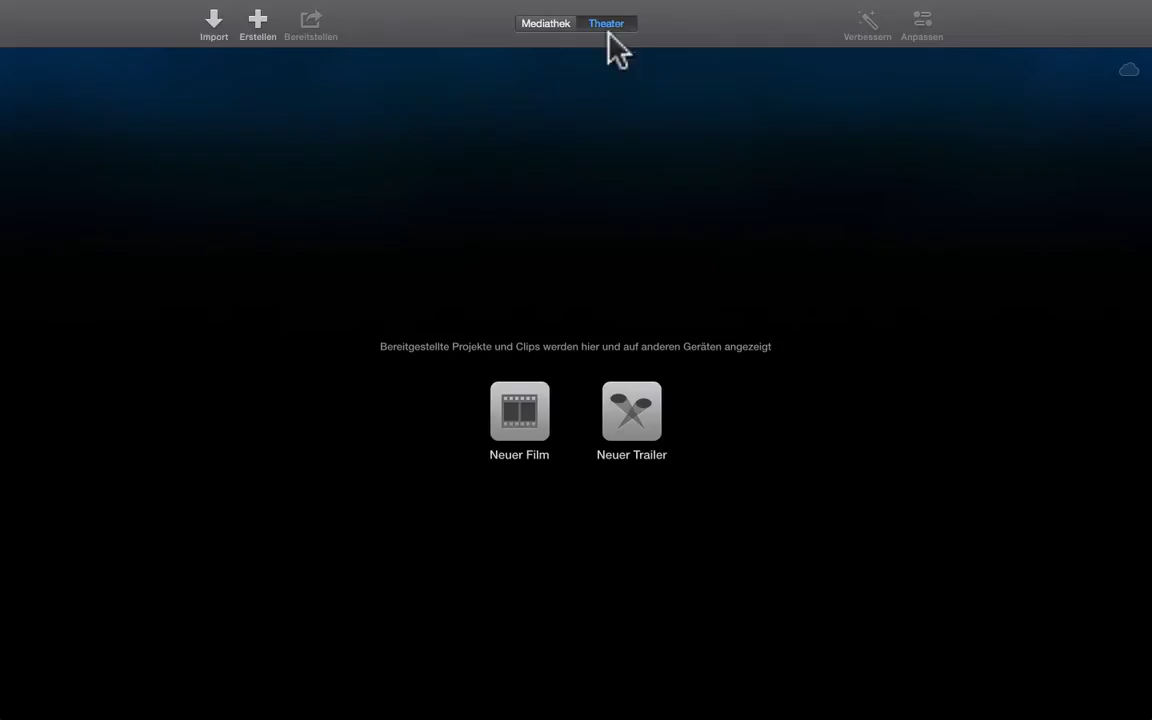 Mediathek Theater
Import Erstellen Bereitstellen Verbessern Anpassen
Bereitgestellte Projekte und Clips werden hier und auf anderen Geräten angezeigt
Neuer Film Neuer Trailer